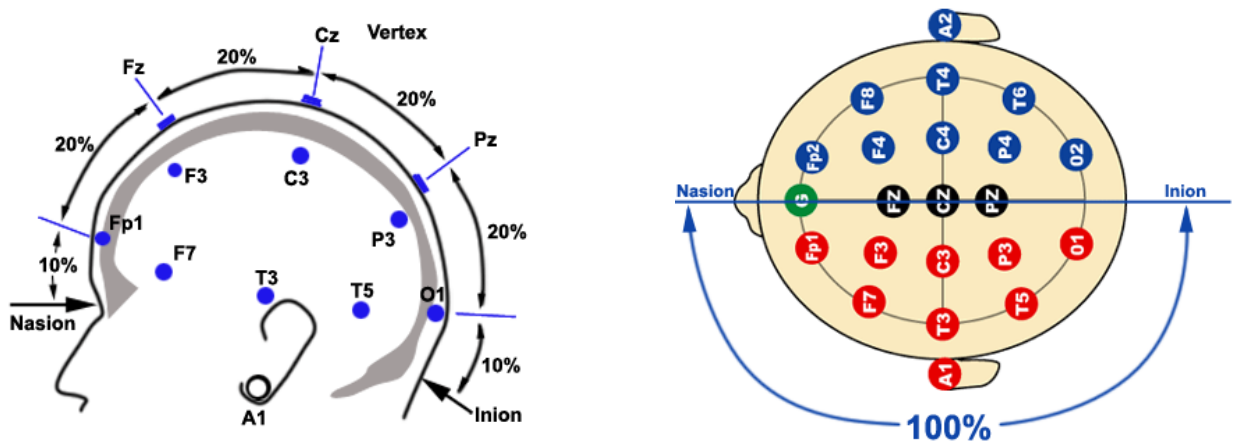 Cz Vertex
20%
Fz
20%
20%
Pz
F3
C3
Fp1
P3
20%
F7
10%
T3
T5
O1
Nasion
10%
A1
Inion
A2
T4
F8
T6
C4
Fp2
F4
P4
O2
Nasion
Inion
G
FZ
CZ
PZ
Fp1
F3
C3
P3
O1
F7
T3
T5
A1
100%